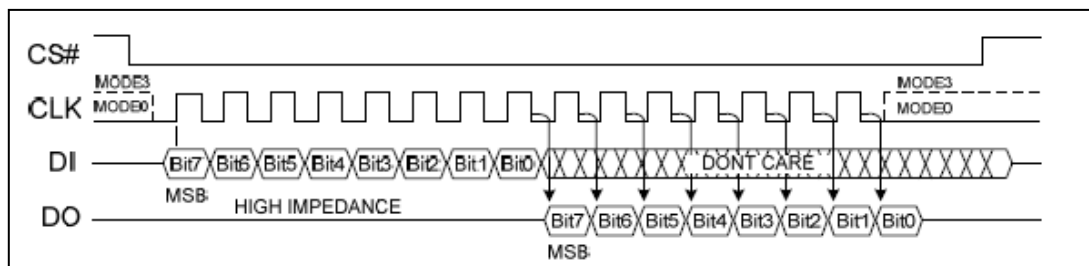 CS#
MODE3 MODE3
CLK MODE0 MODE0
DI Bit7 Bit6 Bit5 Bit4 Bit3 Bit2 Bit1 Bit0 DONT CARE
MSB HIGH IMPEDANCE
DO Bit7 Bit6 Bit5 Bit4 Bit3 Bit2 Bit1 Bit0
MSB